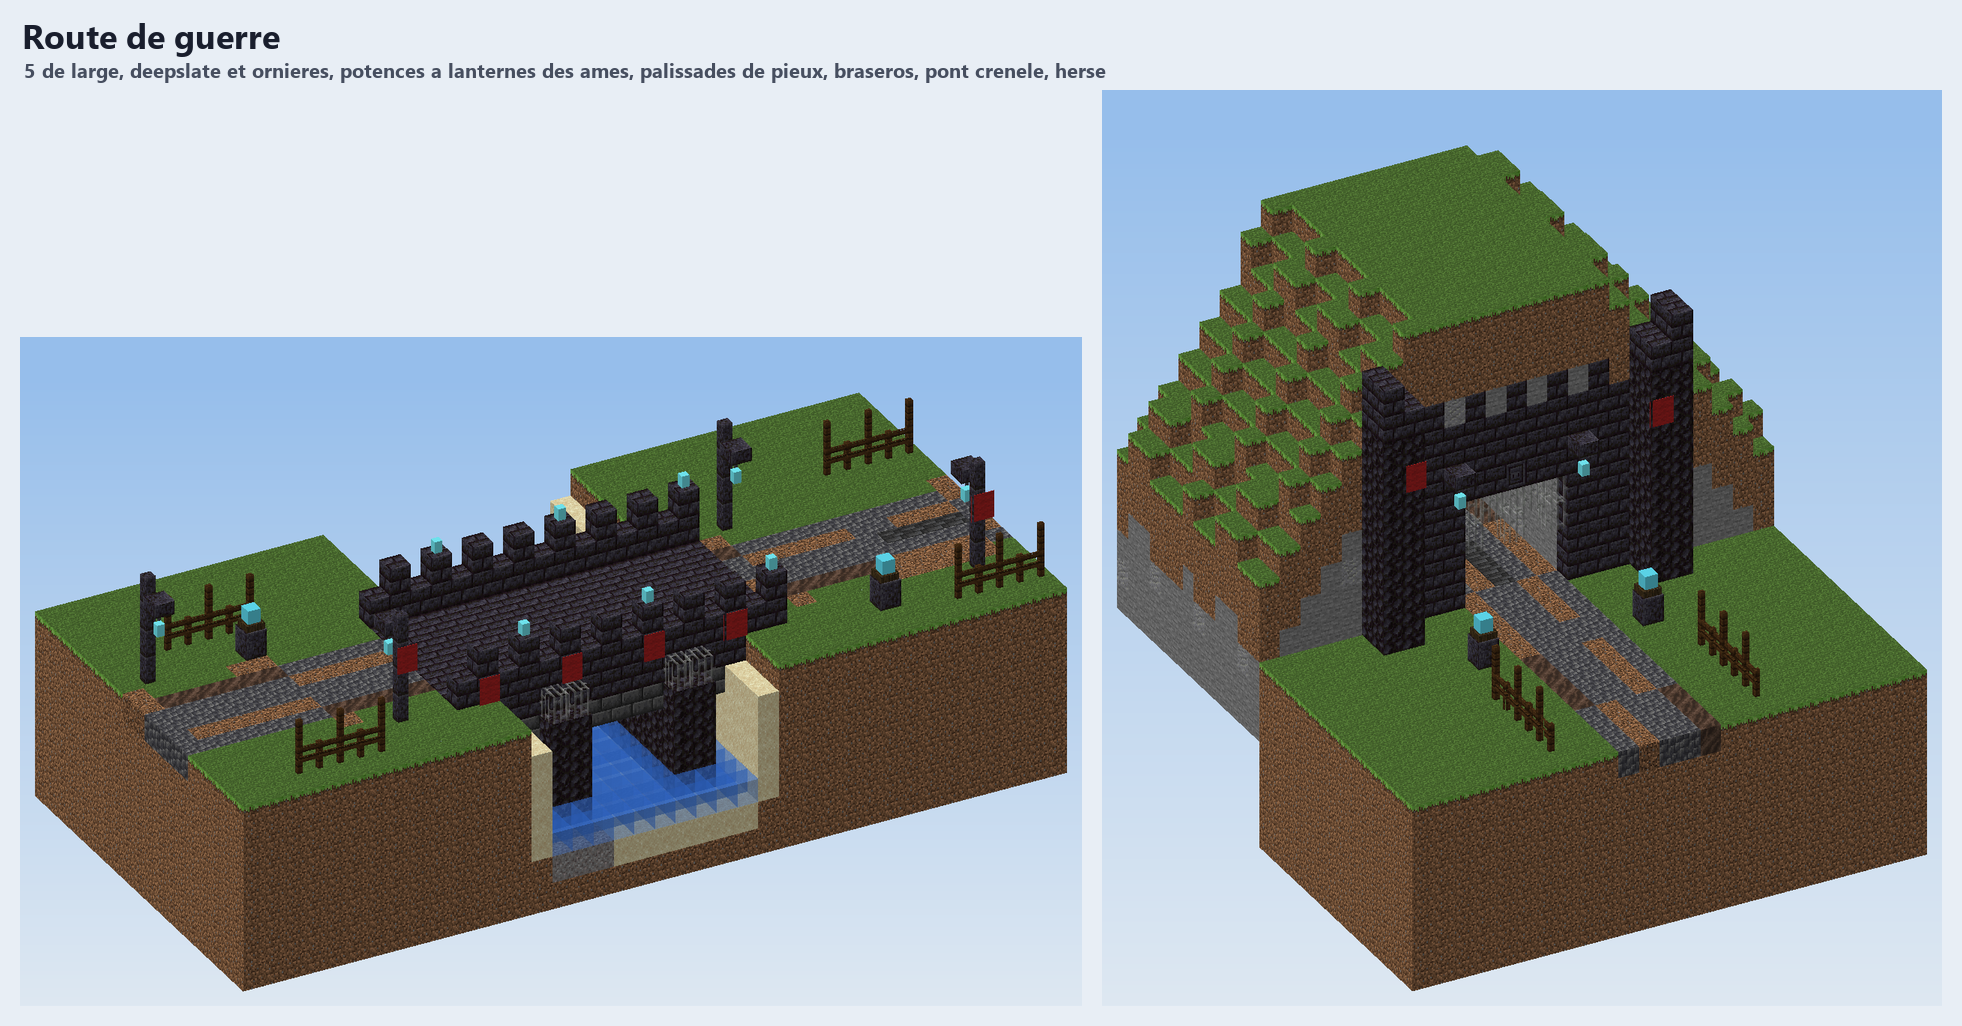 Route de guerre
5 de large, deepslate et ornieres, potences a lanternes des ames, palissades de pieux, braseros, pont crenele, herse